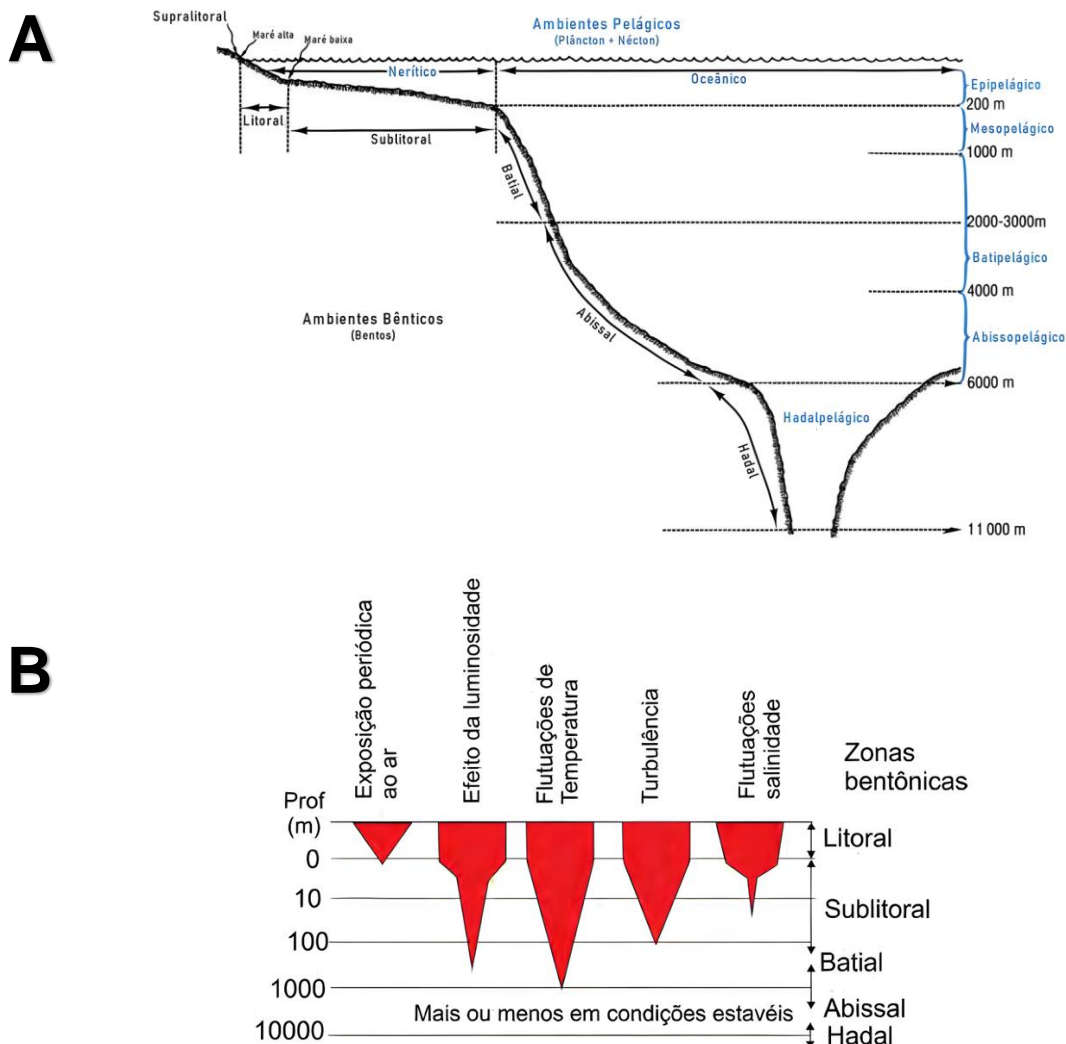 A
Supralitoral
Maré alta
Maré baixa
Ambientes Pelágicos
(Plâncton + Nécton)
Nerítico
Oceânico
Epipelágico
200 m
Litoral
Sublitoral
Mesopelágico
1000 m
Batial
2000-3000m
Batipelágico
4000 m
Ambientes Bênticos
(Bentos)
Abissal
Abissopelágico
6000 m
Hadalpelágico
Hadal
11 000 m
B
Exposição periódica
ao ar
Efeito da luminosidade
Flutuações de
Temperatura
Turbulência
Flutuações
salinidade
Zonas
bentônicas
Prof
(m)
Litoral
0
10
Sublitoral
100
Batial
1000
Mais ou menos em condições estavéis
Abissal
10000
Hadal